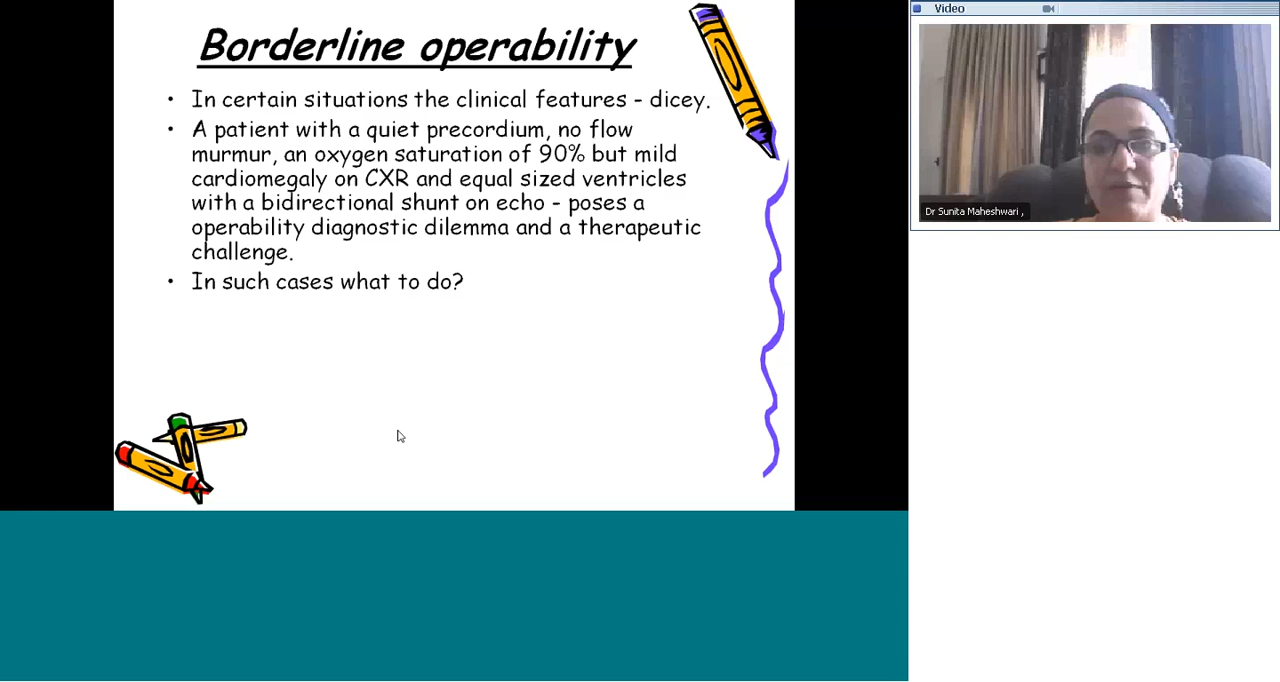 Borderline operability
• In certain situations the clinical features - dicey.
• A patient with a quiet precordium, no flow
murmur, an oxygen saturation of 90% but mild
cardiomegaly on CXR and equal sized ventricles
with a bidirectional shunt on echo - poses a
operability diagnostic dilemma and a therapeutic
challenge.
• In such cases what to do?
Video
Dr Sunita Maheshwari ,